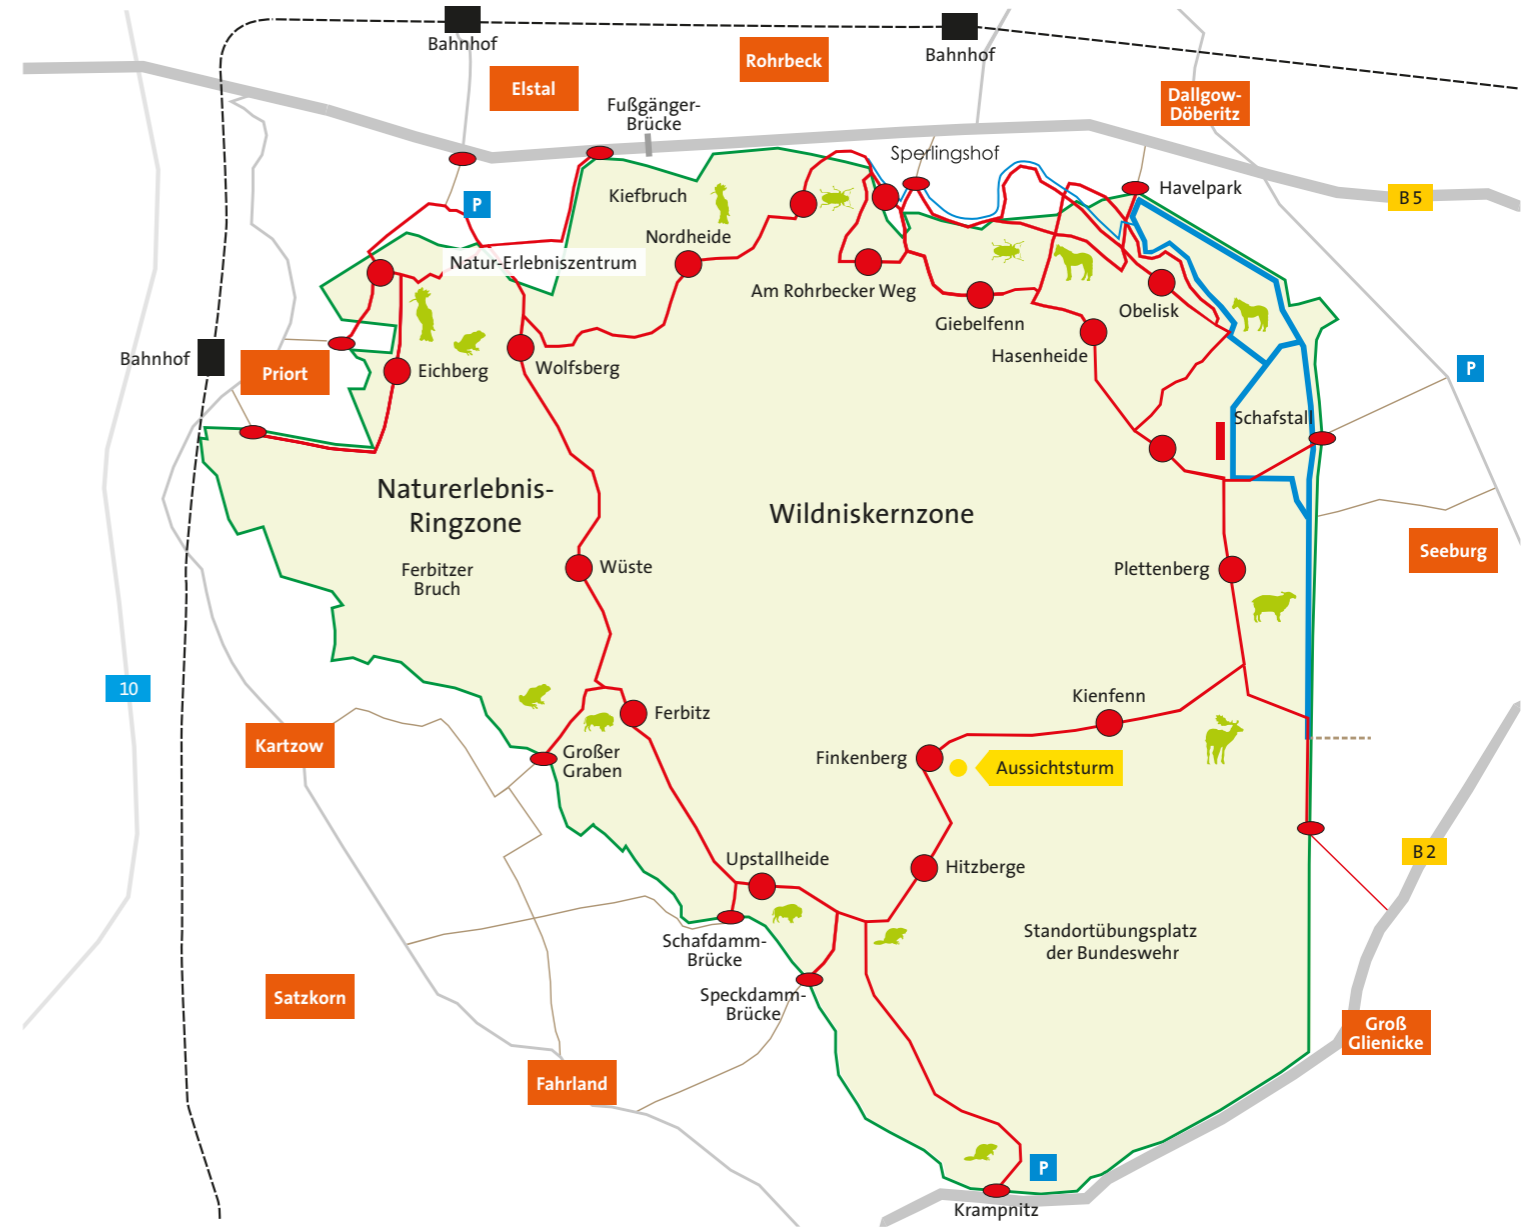 Bahnhof
Bahnhof
Rohrbeck
Elstal
Dallgow-
Döberitz
Fußgänger-
Brücke
Sperlingshof
Havelpark
B 5
P
Kiefbruch
Nordheide
Natur-Erlebniszentrum
Am Rohrbecker Weg
Giebelfenn
Obelisk
Hasenheide
Bahnhof
Priort
Eichberg
Wolfsberg
P
Schafstall
Naturerlebnis-
Ringzone
Wildniskernzone
Ferbitzer
Bruch
Wüste
Plettenberg
Seeburg
10
Kartzow
Ferbitz
Großer
Graben
Kienfenn
Finkenberg
Aussichtsturm
Upstallheide
Hitzberge
B 2
Schafdamm-
Brücke
Standortübungsplatz
der Bundeswehr
Satzkorn
Speckdamm-
Brücke
Groß
Glienicke
Fahrland
P
Krampnitz